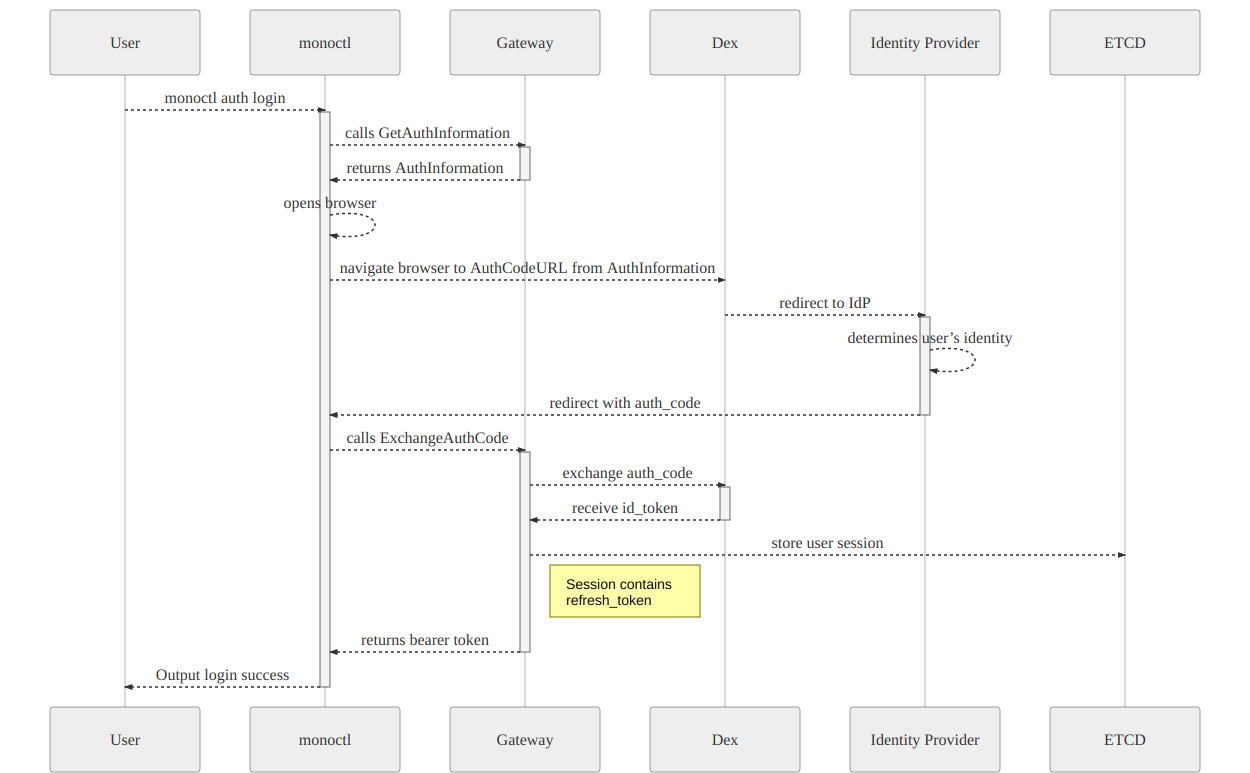 User
monoctl
Gateway
Dex
Identity Provider
ETCD
monoctl auth login
calls GetAuthInformation
returns AuthInformation
opens browser
navigate browser to AuthCodeURL from AuthInformation
redirect to IdP
determines user’s identity
redirect with auth_code
calls ExchangeAuthCode
exchange auth_code
receive id_token
store user session
Session contains
refresh_token
returns bearer token
Output login success
User
monoctl
Gateway
Dex
Identity Provider
ETCD